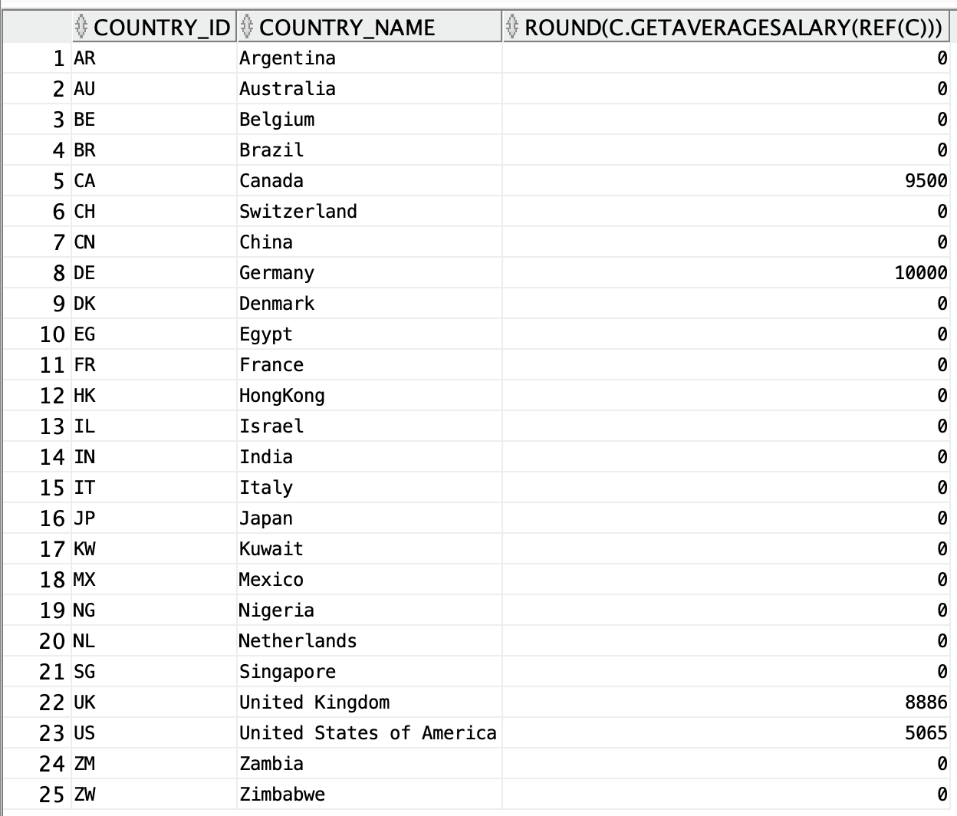 COUNTRY_ID COUNTRY_NAME ROUND(C.GETAVERAGESALARY(REF(C)))
1 AR Argentina 0
2 AU Australia 0
3 BE Belgium 0
4 BR Brazil 0
5 CA Canada 9500
6 CH Switzerland 0
7 CN China 0
8 DE Germany 10000
9 DK Denmark 0
10 EG Egypt 0
11 FR France 0
12 HK HongKong 0
13 IL Israel 0
14 IN India 0
15 IT Italy 0
16 JP Japan 0
17 KW Kuwait 0
18 MX Mexico 0
19 NG Nigeria 0
20 NL Netherlands 0
21 SG Singapore 0
22 UK United Kingdom 8886
23 US United States of America 5065
24 ZM Zambia 0
25 ZW Zimbabwe 0